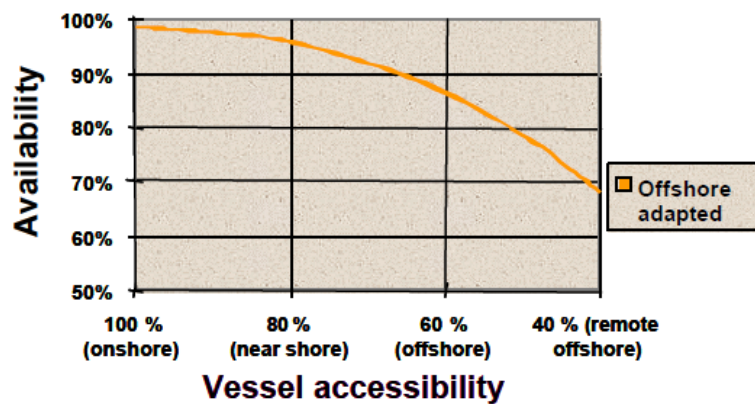 100%
90%
80%
70%
60%
50%
Availability
100 % 80 % 60 % 40 % (remote
(onshore) (near shore) (offshore) offshore)
Vessel accessibility
Offshore
adapted